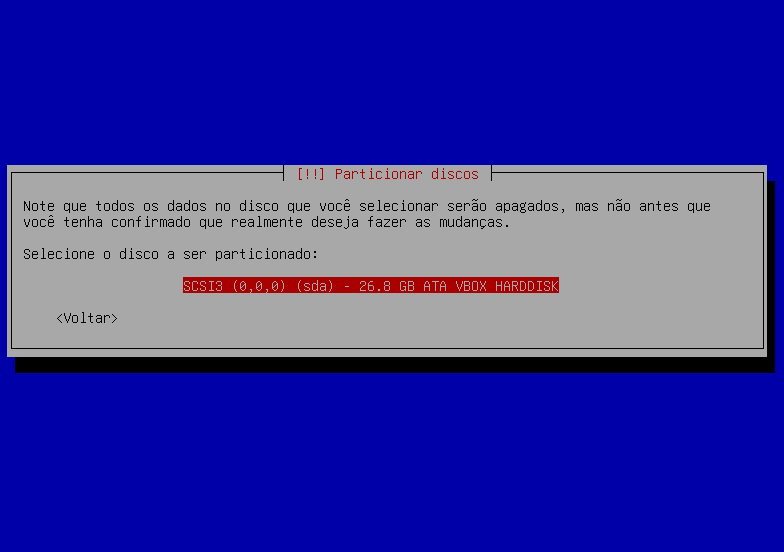 [!!] Particionar discos
Note que todos os dados no disco que você selecionar serão apagados, mas não antes que
você tenha confirmado que realmente deseja fazer as mudanças.
Selecione o disco a ser particionado:
SCSI3 (0,0,0) (sda) - 26.8 GB ATA VBOX HARDDISK
<Voltar>